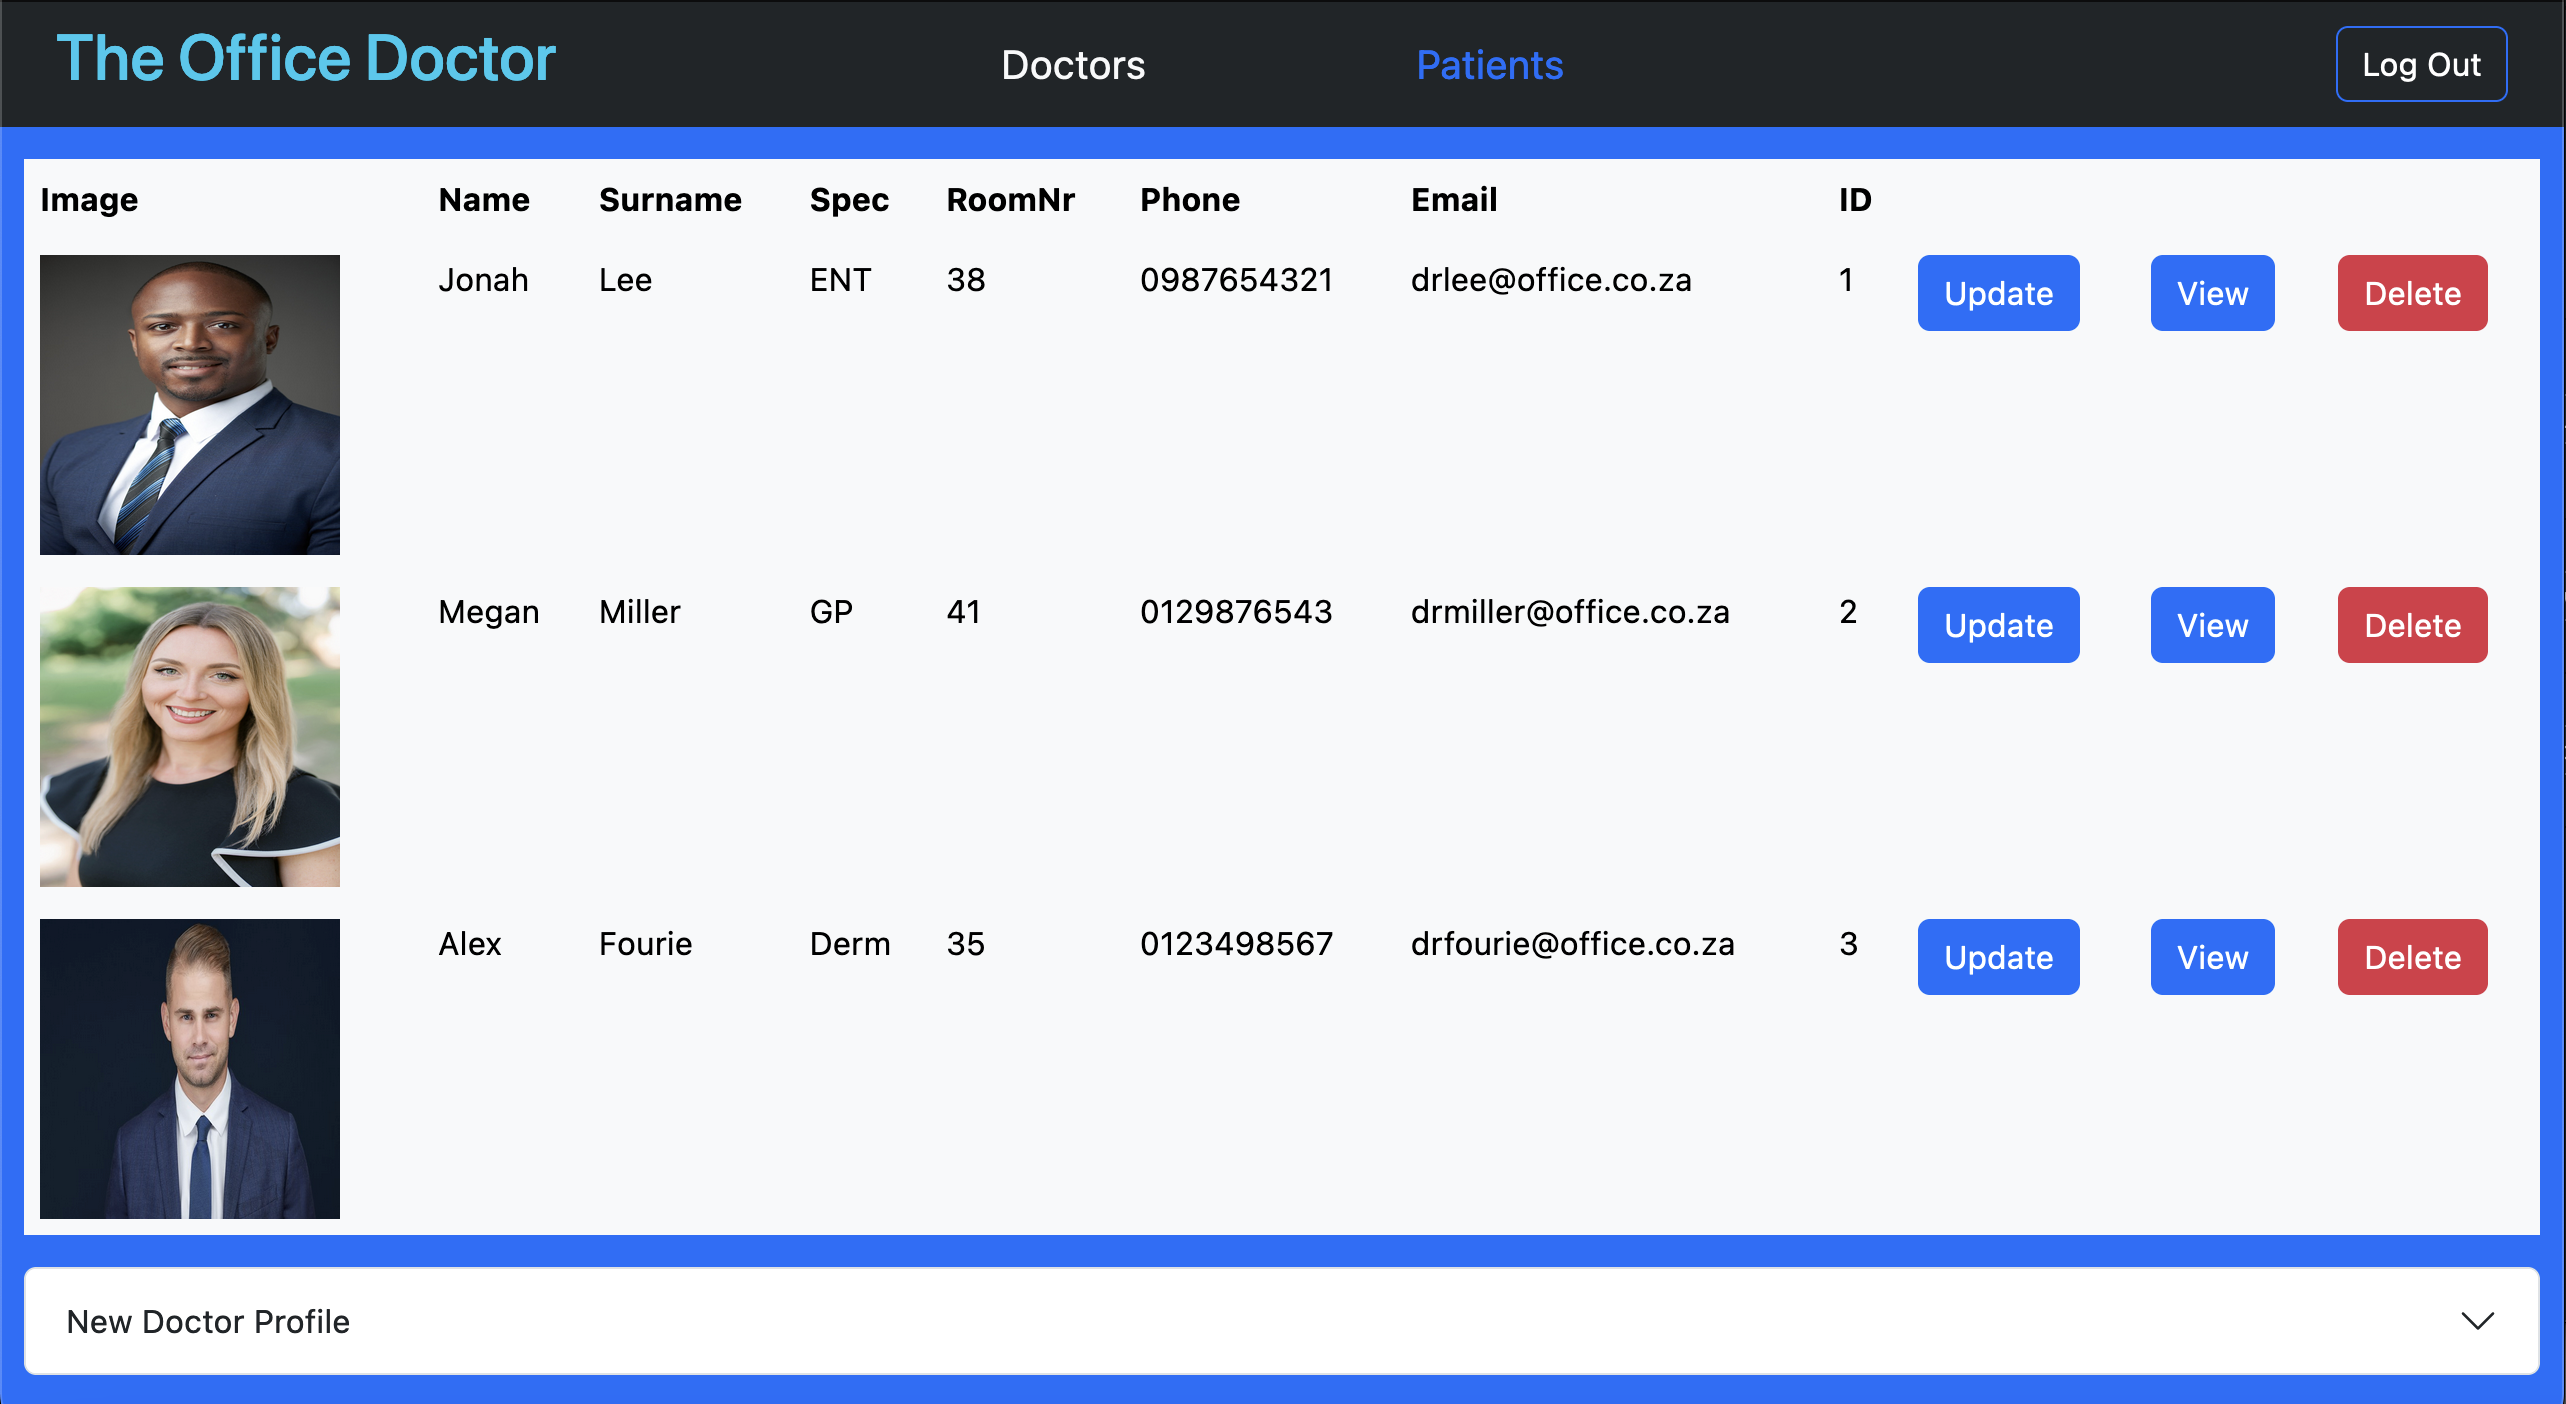 The Office Doctor Doctors Patients Log Out
Image Name Surname Spec RoomNr Phone Email ID
Jonah Lee ENT 38 0987654321 drlee@office.co.za 1 Update View Delete
Megan Miller GP 41 0129876543 drmiller@office.co.za 2 Update View Delete
Alex Fourie Derm 35 0123498567 drfourie@office.co.za 3 Update View Delete
New Doctor Profile